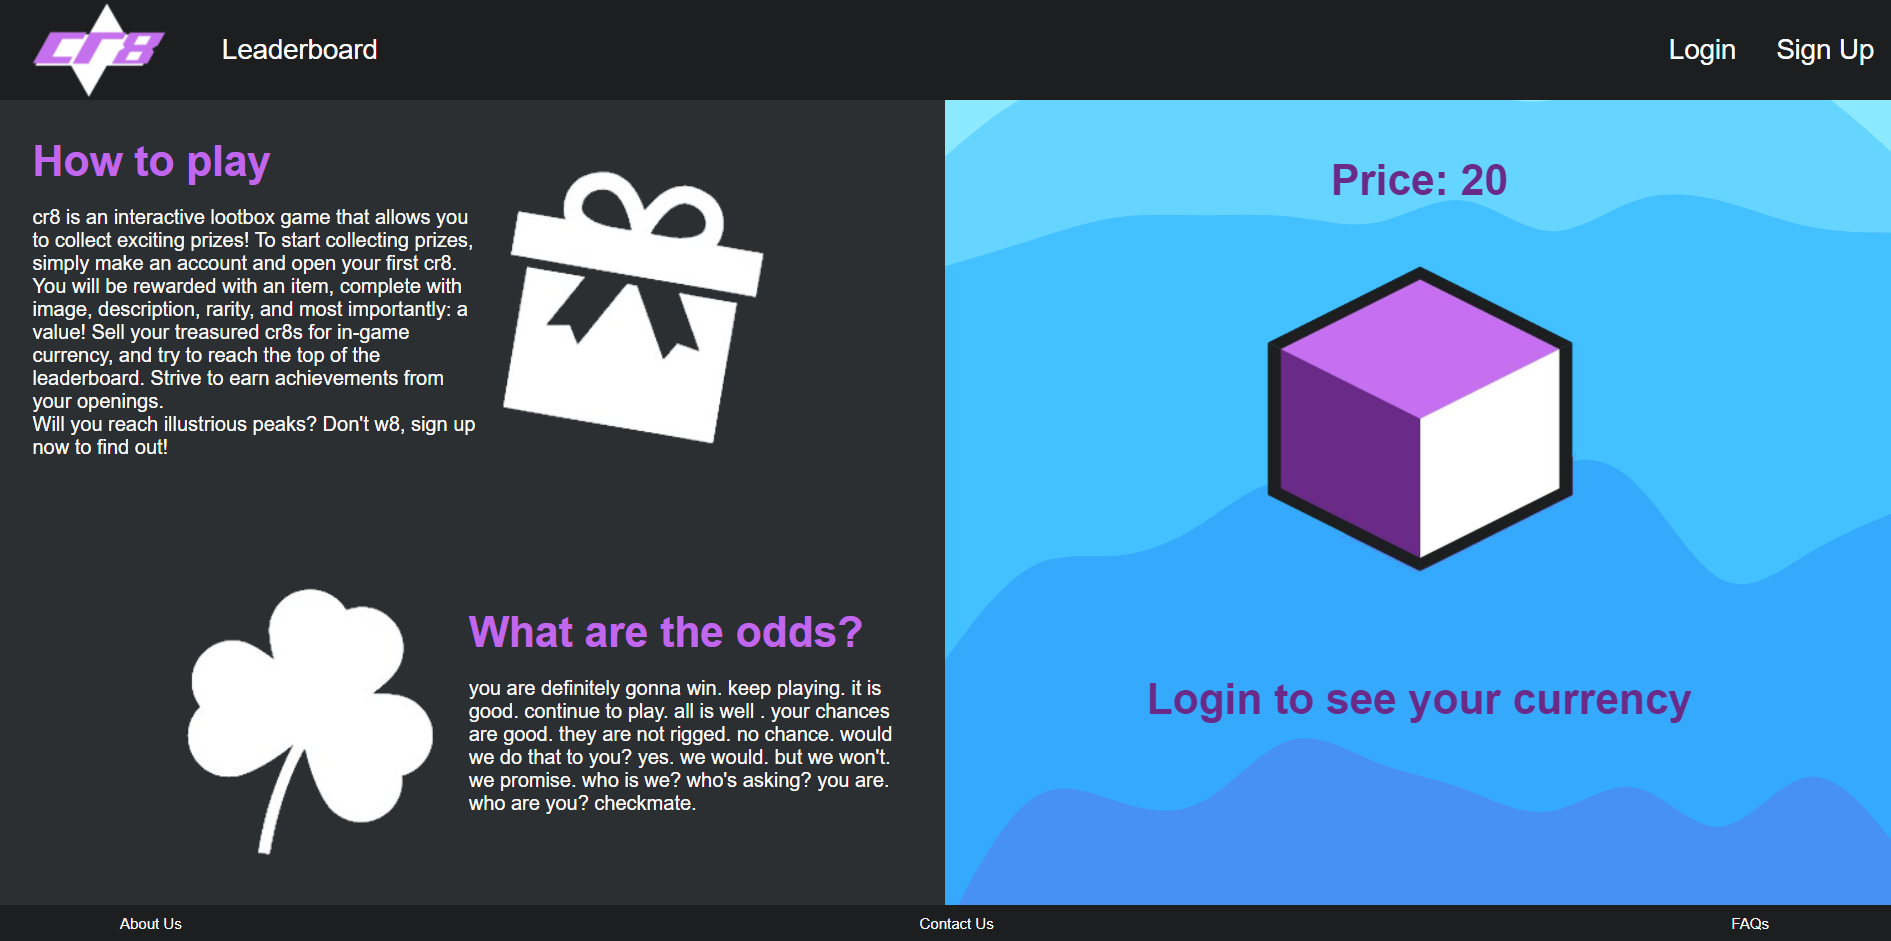 cr8
Leaderboard
Login
Sign Up
How to play
cr8 is an interactive lootbox game that allows you
to collect exciting prizes! To start collecting prizes,
simply make an account and open your first cr8.
You will be rewarded with an item, complete with
image, description, rarity, and most importantly: a
value! Sell your treasured cr8s for in-game
currency, and try to reach the top of the
leaderboard. Strive to earn achievements from
your openings.
Will you reach illustrious peaks? Don't w8, sign up
now to find out!
What are the odds?
you are definitely gonna win. keep playing. it is
good. continue to play. all is well . your chances
are good. they are not rigged. no chance. would
we do that to you? yes. we would. but we won't.
we promise. who is we? who's asking? you are.
who are you? checkmate.
Price: 20
Login to see your currency
About Us
Contact Us
FAQs